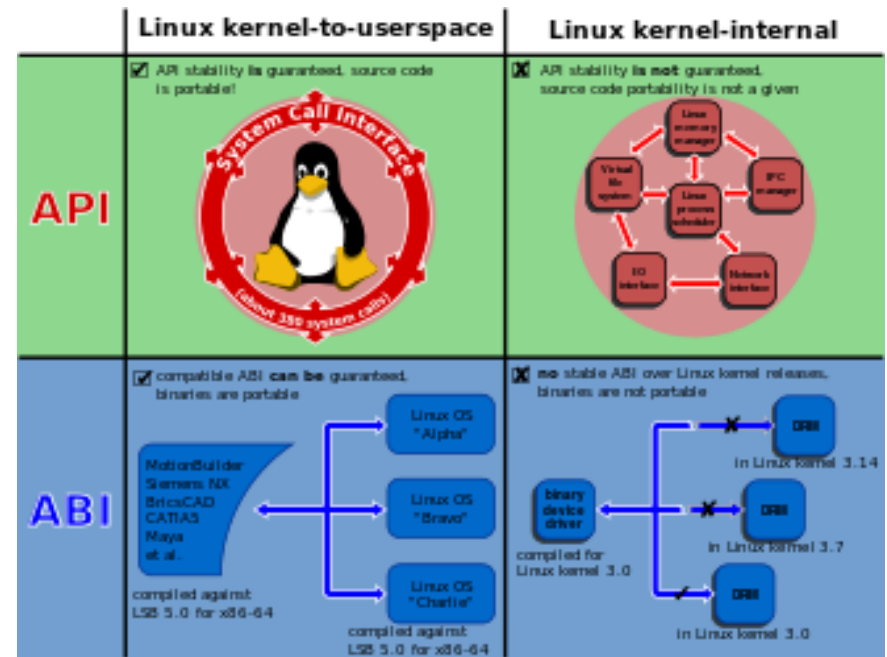 Linux kernel-to-userspace
Linux kernel-internal
API
API stability is guaranteed, source code
is portable!
System Call Interface
(about 380 system calls)
API stability is not guaranteed,
source code portability is not a given
Linux
memory
manager
Virtual
file
system
IPC
manager
Linux
process
scheduler
I/O
interface
Network
interface
ABI
compatible ABI can be guaranteed,
binaries are portable
MotionBuilder
Siemens NX
BricsCAD
CATIA5
Maya
et al.
compiled against
LSB 5.0 for x86-64
Linux OS
"Alpha"
Linux OS
"Bravo"
Linux OS
"Charlie"
compiled against
LSB 5.0 for x86-64
no stable ABI over Linux kernel releases,
binaries are not portable
binary
device
driver
compiled for
Linux kernel 3.0
DRM
in Linux kernel 3.14
DRM
in Linux kernel 3.7
DRM
in Linux kernel 3.0